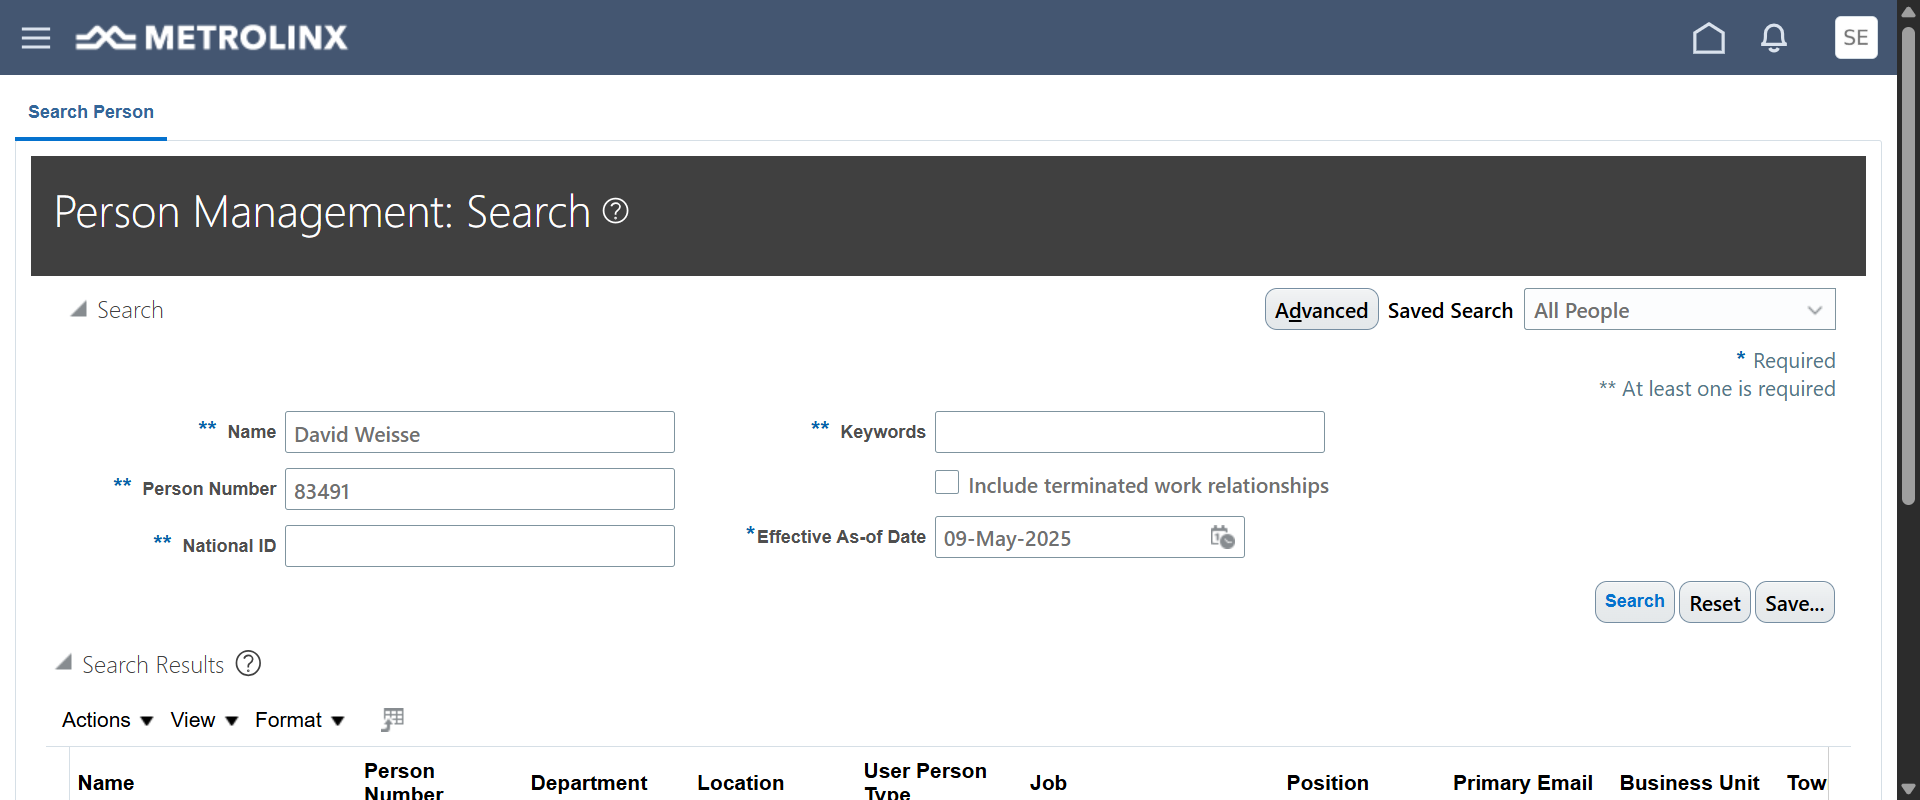 METROLINX
SE
Search Person
Person Management: Search ?
Search
Advanced Saved Search All People
* Required
** At least one is required
** Name David Weisse
** Keywords
** Person Number 83491
Include terminated work relationships
** National ID
*Effective As-of Date 09-May-2025
Search Reset Save...
Search Results ?
Actions View Format
Name Person Number Department Location User Person Type Job Position Primary Email Business Unit Tow